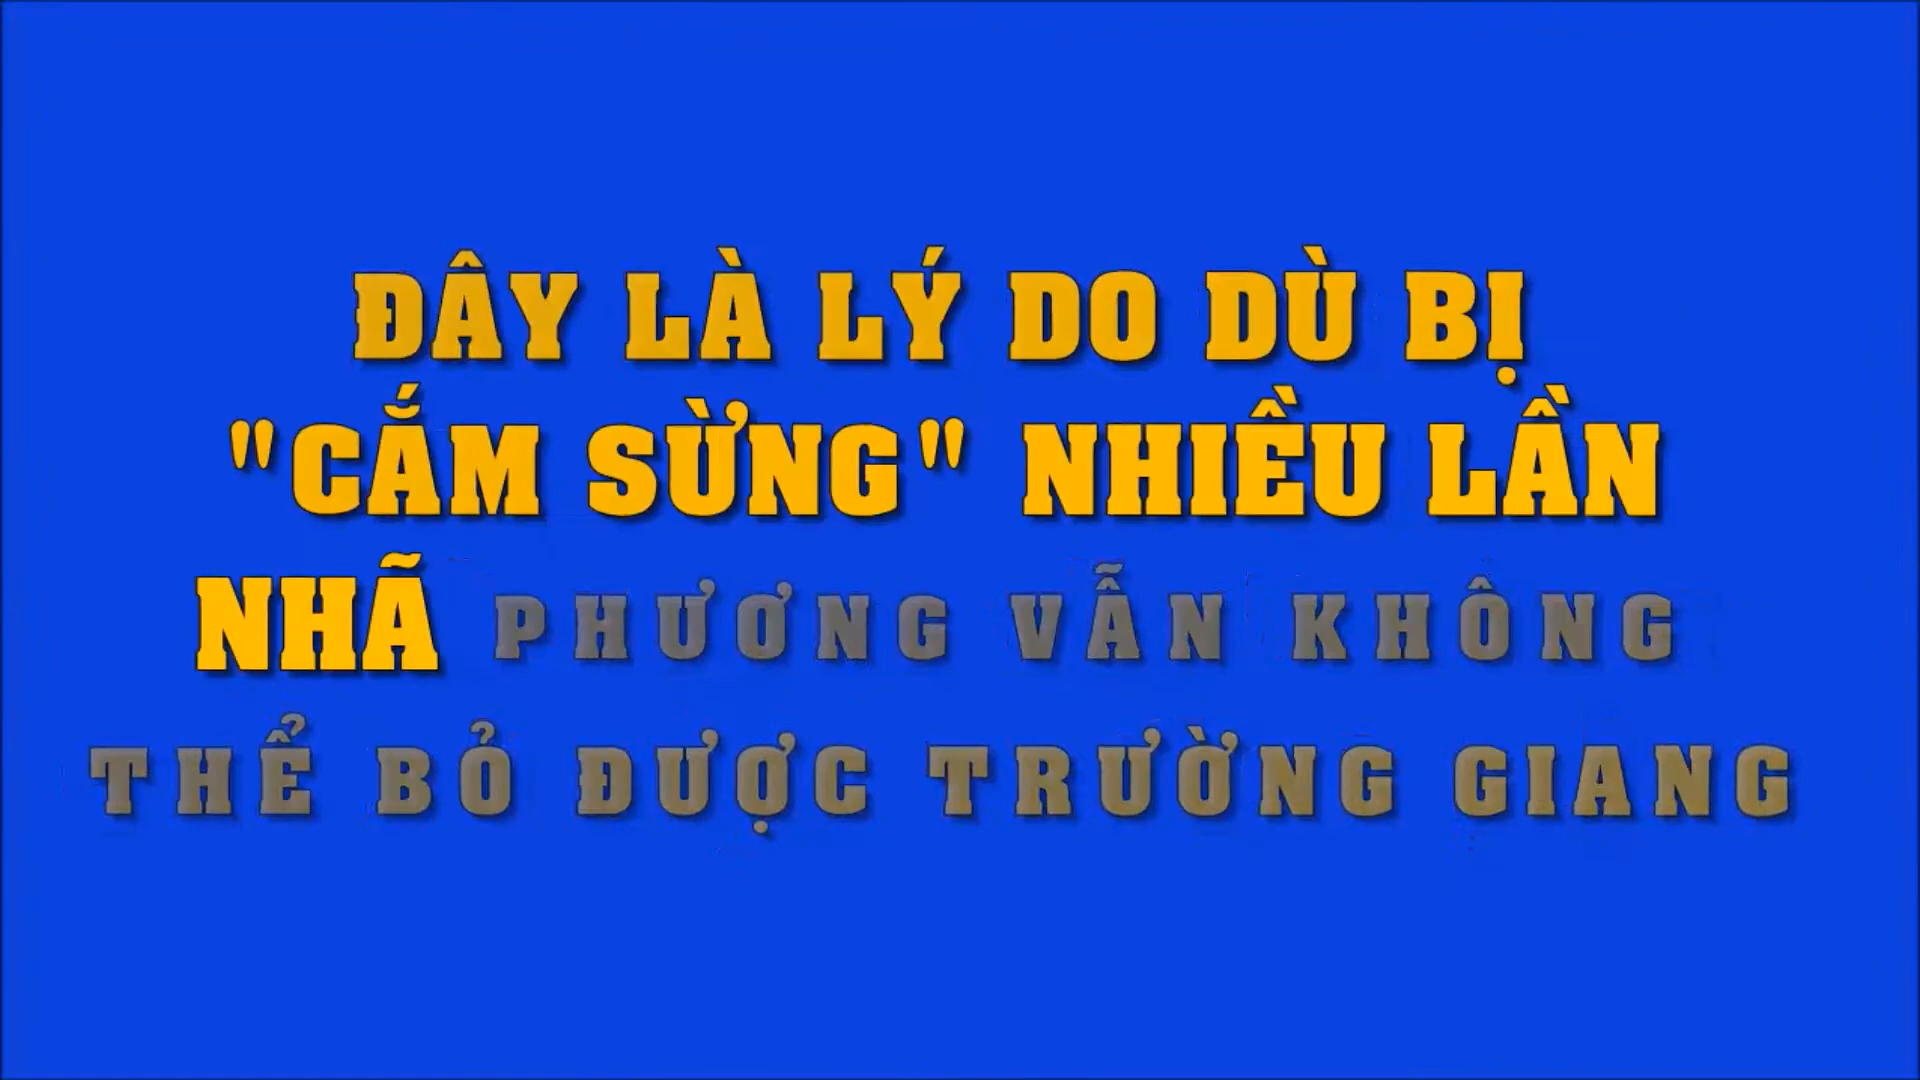 ĐÂY LÀ LÝ DO DÙ BỊ
"CẮM SỪNG" NHIỀU LẦN
NHÃ PHƯƠNG VẪN KHÔNG
THỂ BỎ ĐƯỢC TRƯỜNG GIANG